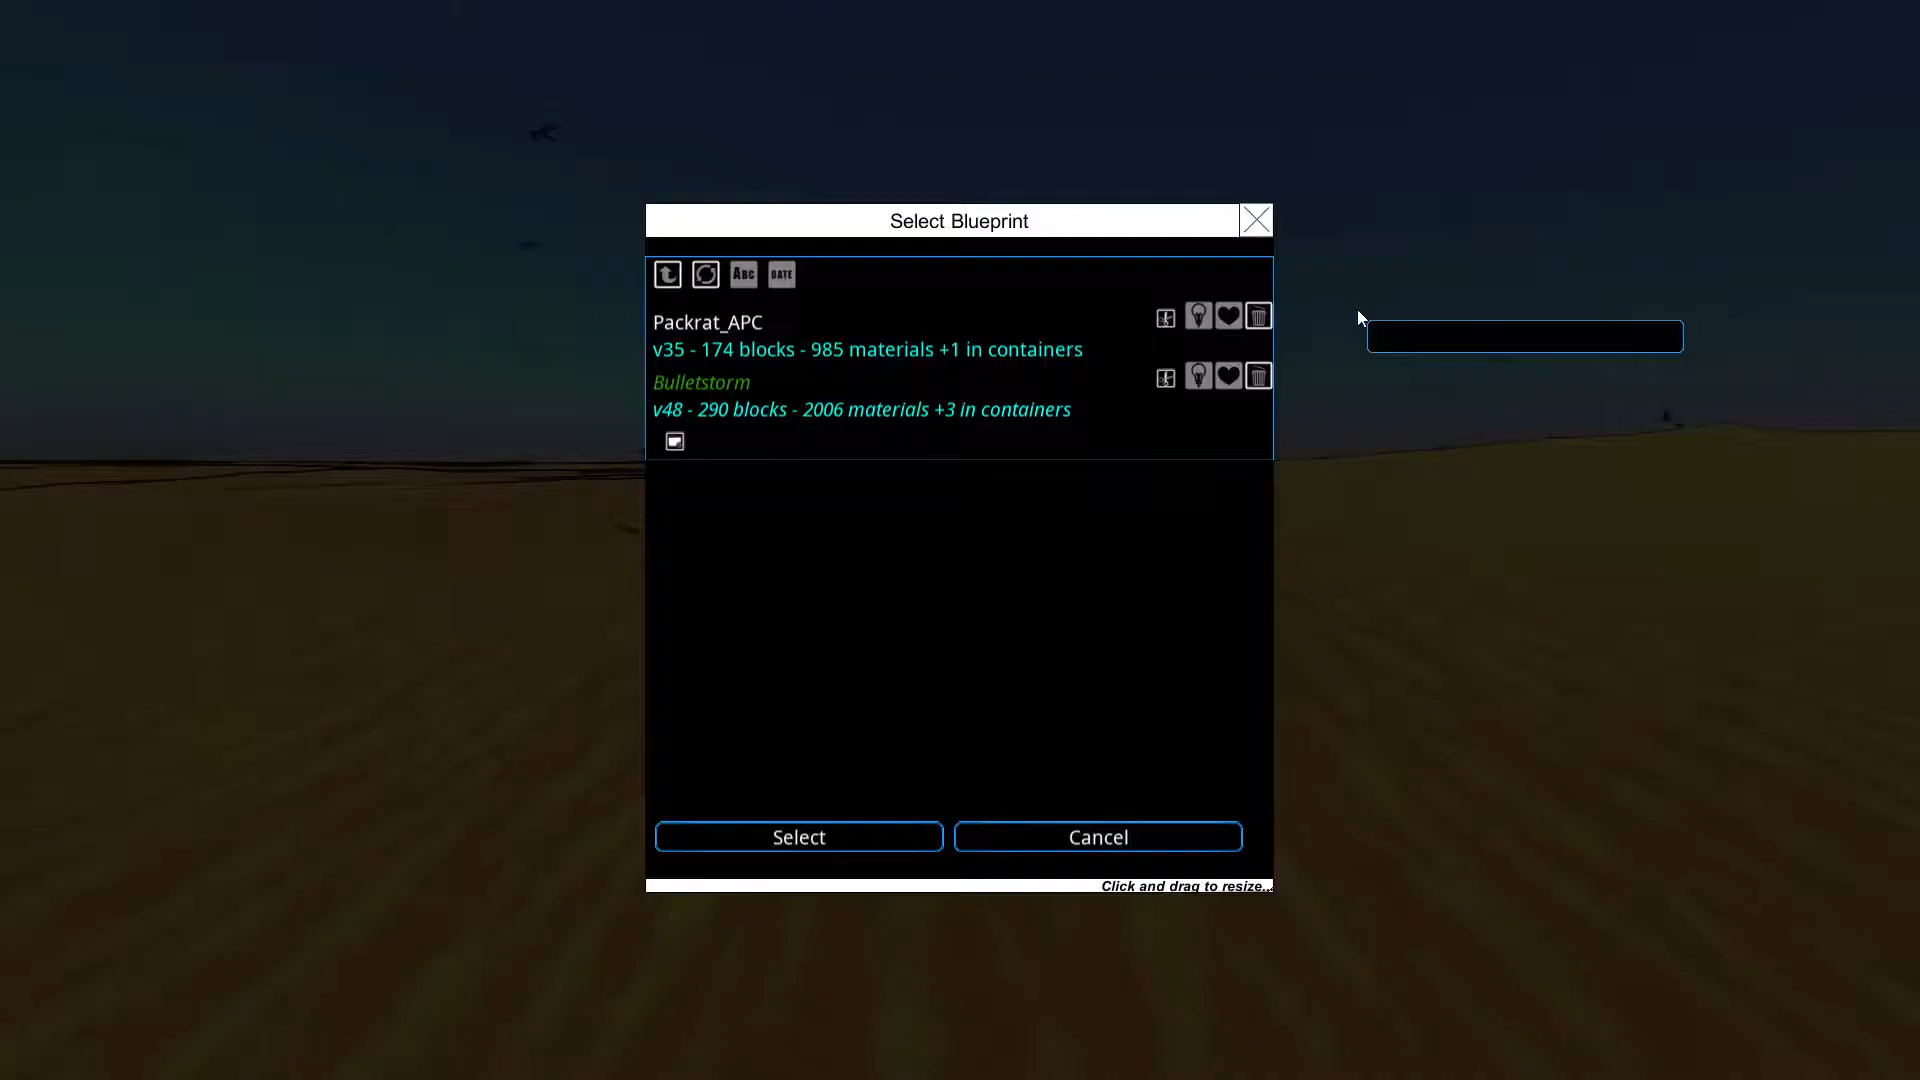 Select Blueprint
ABC DATE
Packrat_APC
v35 - 174 blocks - 985 materials +1 in containers
Bulletstorm
v48 - 290 blocks - 2006 materials +3 in containers
Select Cancel
Click and drag to resize...